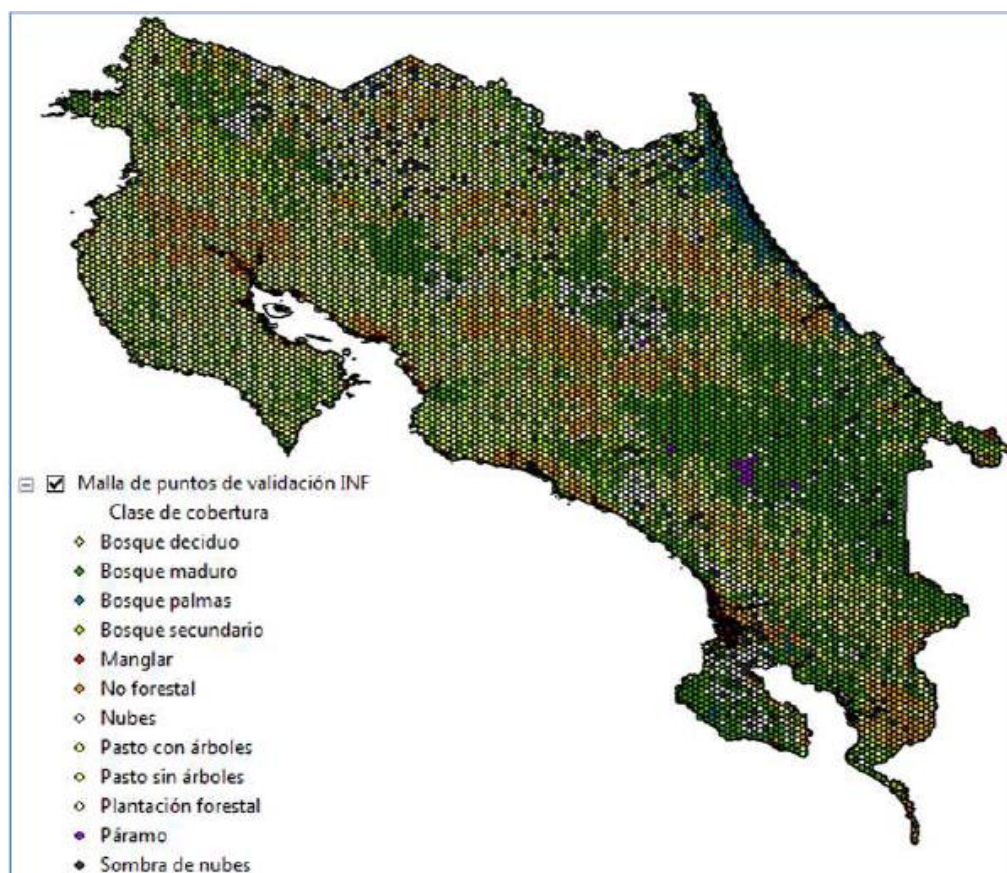 Malla de puntos de validación INF
Clase de cobertura
Bosque deciduo
Bosque maduro
Bosque palmas
Bosque secundario
Manglar
No forestal
Nubes
Pasto con árboles
Pasto sin árboles
Plantación forestal
Páramo
Sombra de nubes